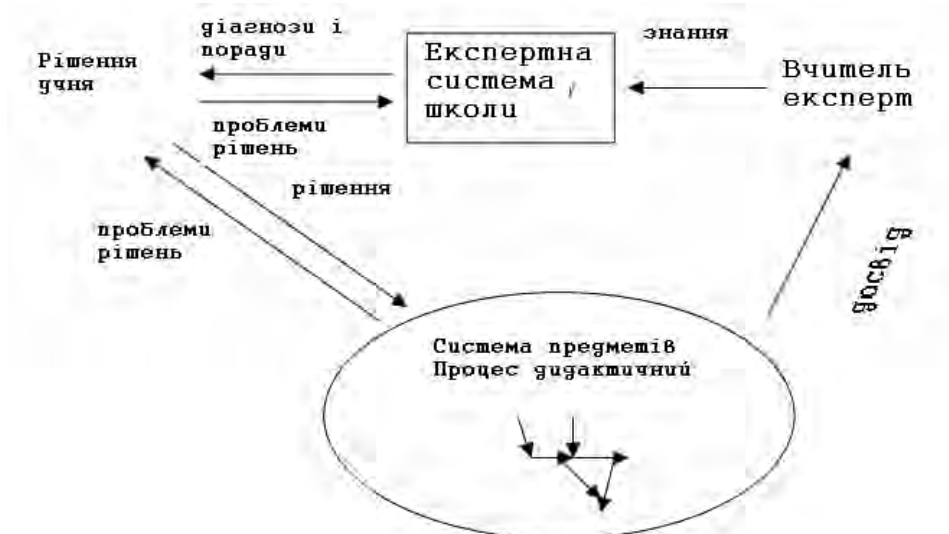 діагнози і
поради
Рішення
учня
Експертна
система
школи
знання
Вчитель
експерт
проблеми
рішень
рішення
проблеми
рішень
досвід
Система предметів
Процес дидактичний